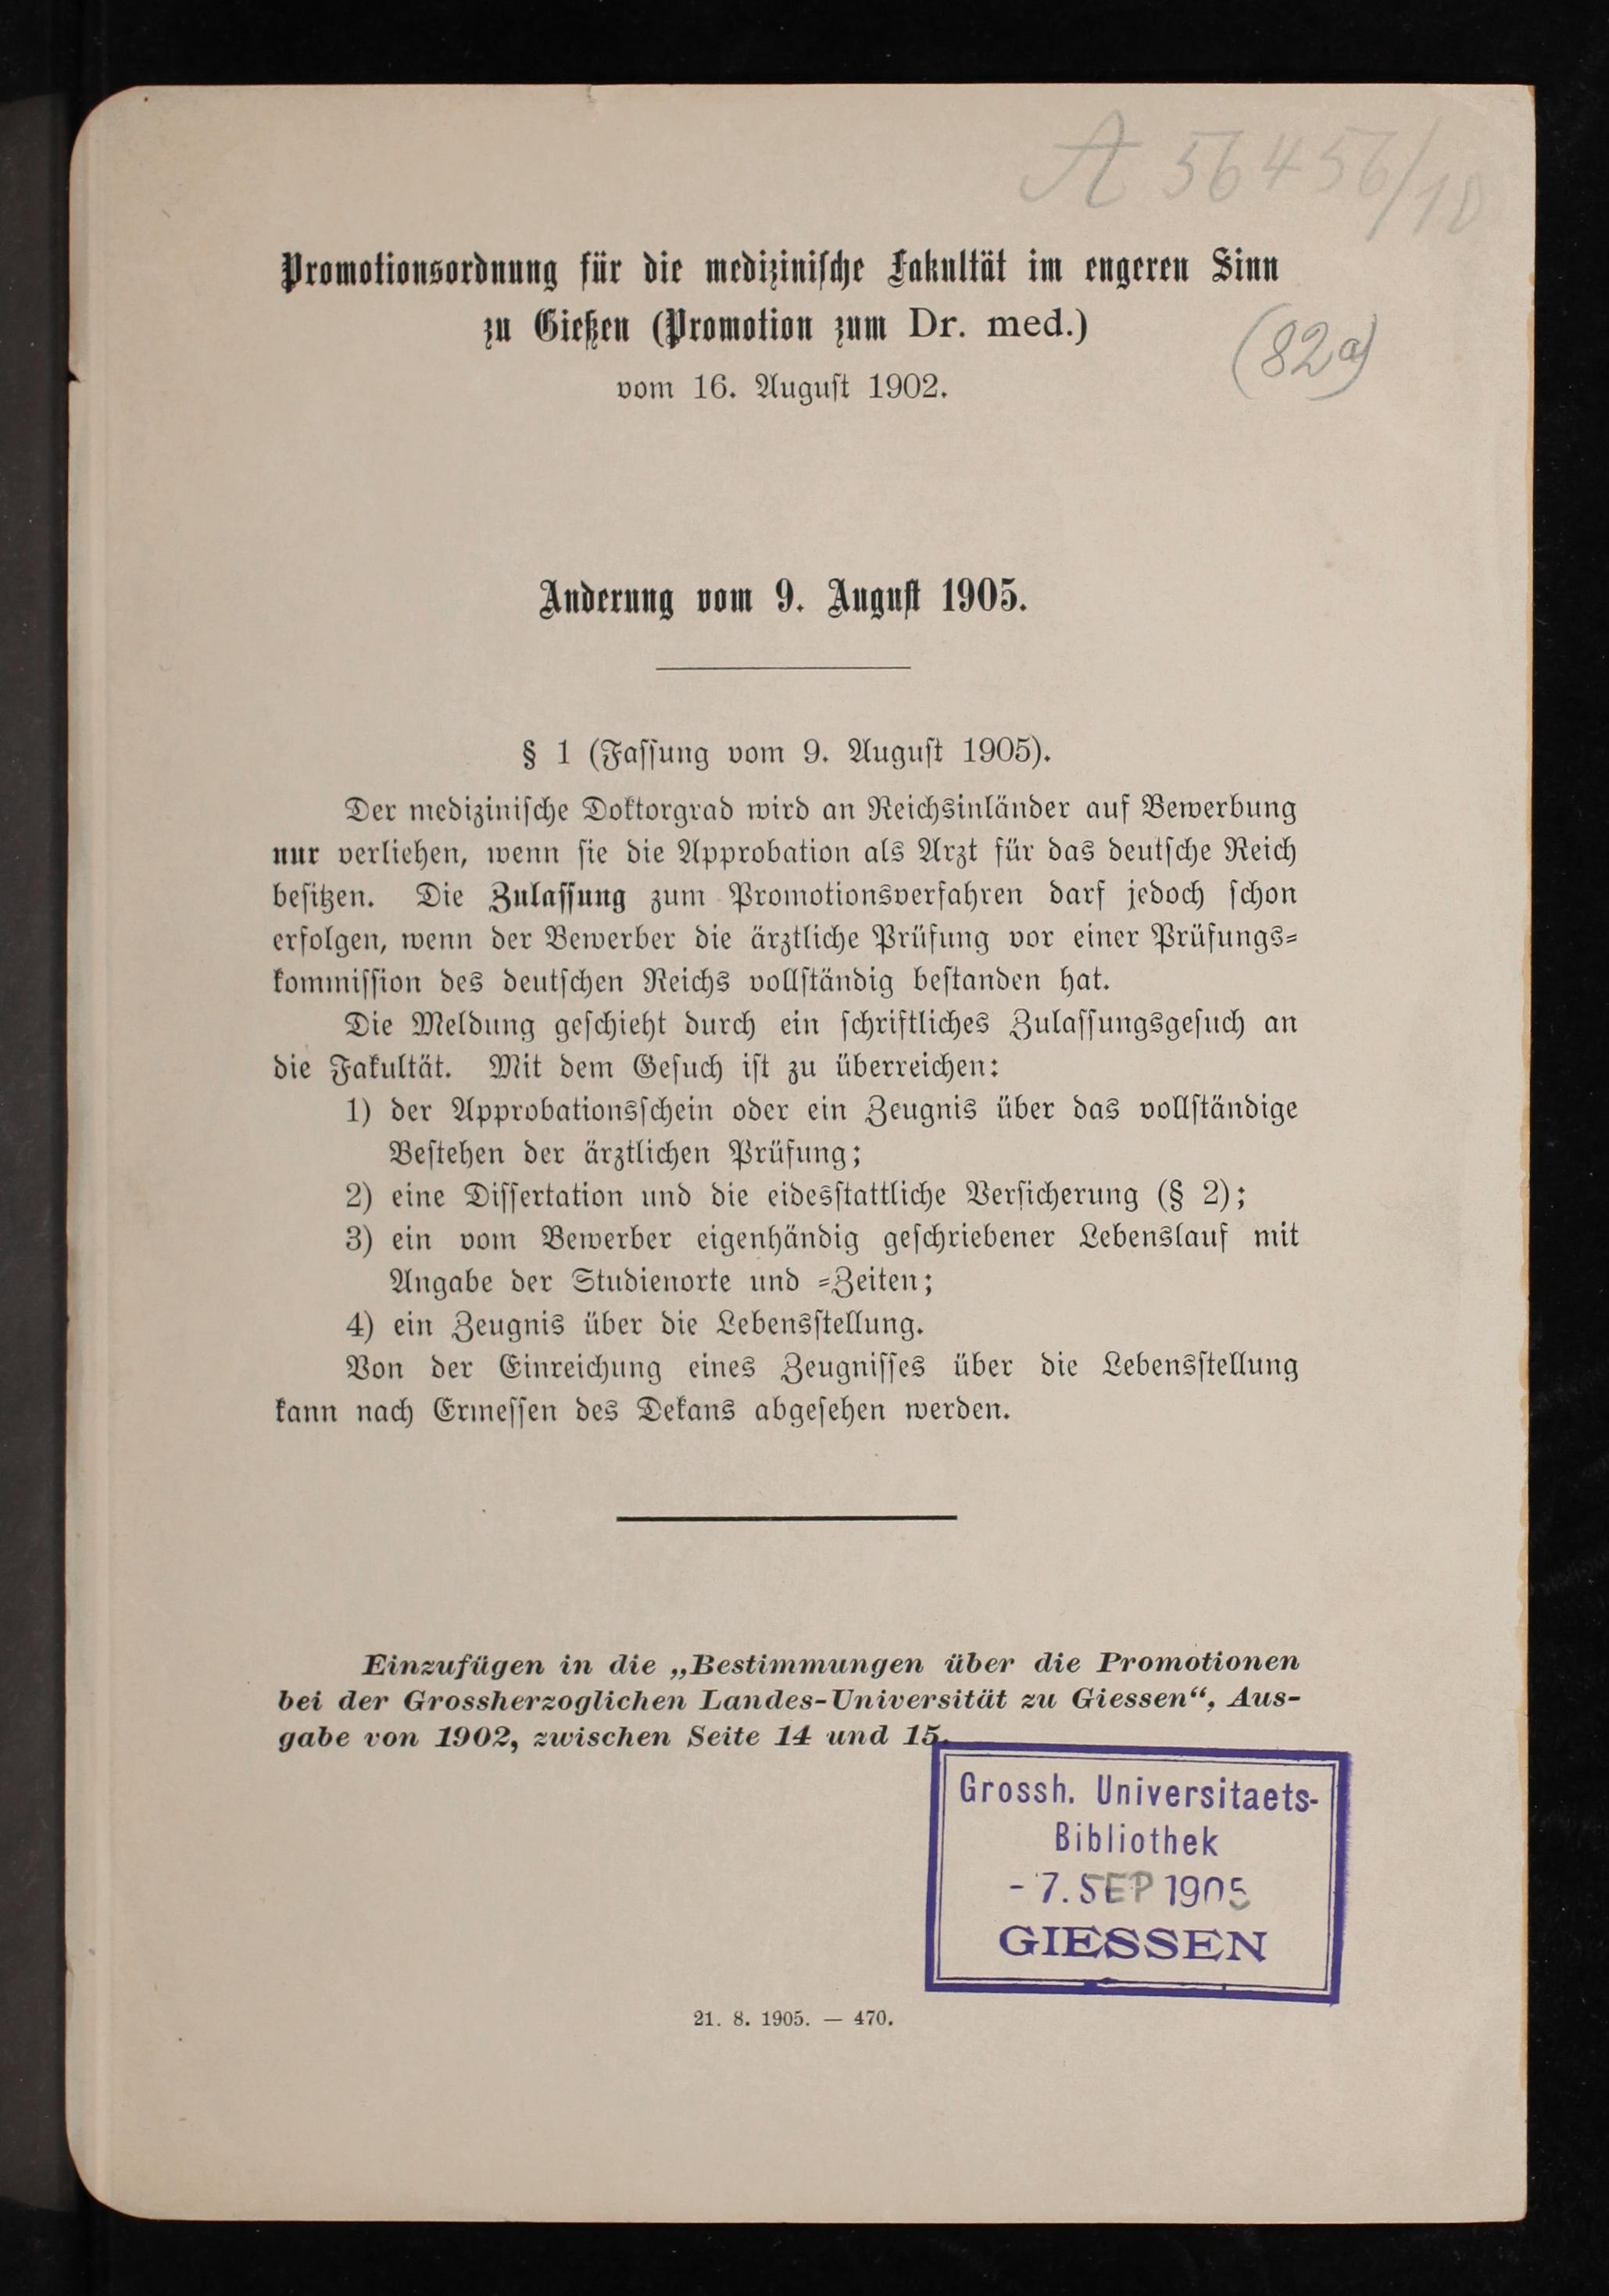 A 56456/10
Promotionsordnung für die medizinische Fakultät im engeren Sinn
zu Gießen (Promotion zum Dr. med.)
(82a)
vom 16. August 1902.
Änderung vom 9. August 1905.
§ 1 (Fassung vom 9. August 1905).
Der medizinische Doktorgrad wird an Reichsinländer auf Bewerbung
nur verliehen, wenn sie die Approbation als Arzt für das deutsche Reich
besitzen. Die Zulassung zum Promotionsverfahren darf jedoch schon
erfolgen, wenn der Bewerber die ärztliche Prüfung vor einer Prüfungs-
kommission des deutschen Reichs vollständig bestanden hat.
Die Meldung geschieht durch ein schriftliches Zulassungsgesuch an
die Fakultät. Mit dem Gesuch ist zu überreichen:
1) der Approbationsschein oder ein Zeugnis über das vollständige
Bestehen der ärztlichen Prüfung;
2) eine Dissertation und die eidesstattliche Versicherung (§ 2);
3) ein vom Bewerber eigenhändig geschriebener Lebenslauf mit
Angabe der Studienorte und -Zeiten;
4) ein Zeugnis über die Lebensstellung.
Von der Einreichung eines Zeugnisses über die Lebensstellung
kann nach Ermessen des Dekans abgesehen werden.
Einzufügen in die „Bestimmungen über die Promotionen
bei der Grossherzoglichen Landes-Universität zu Giessen“, Aus-
gabe von 1902, zwischen Seite 14 und 15.
Grossh. Universitaets-
Bibliothek
- 7. SEP 1905
GIESSEN
21. 8. 1905. — 470.